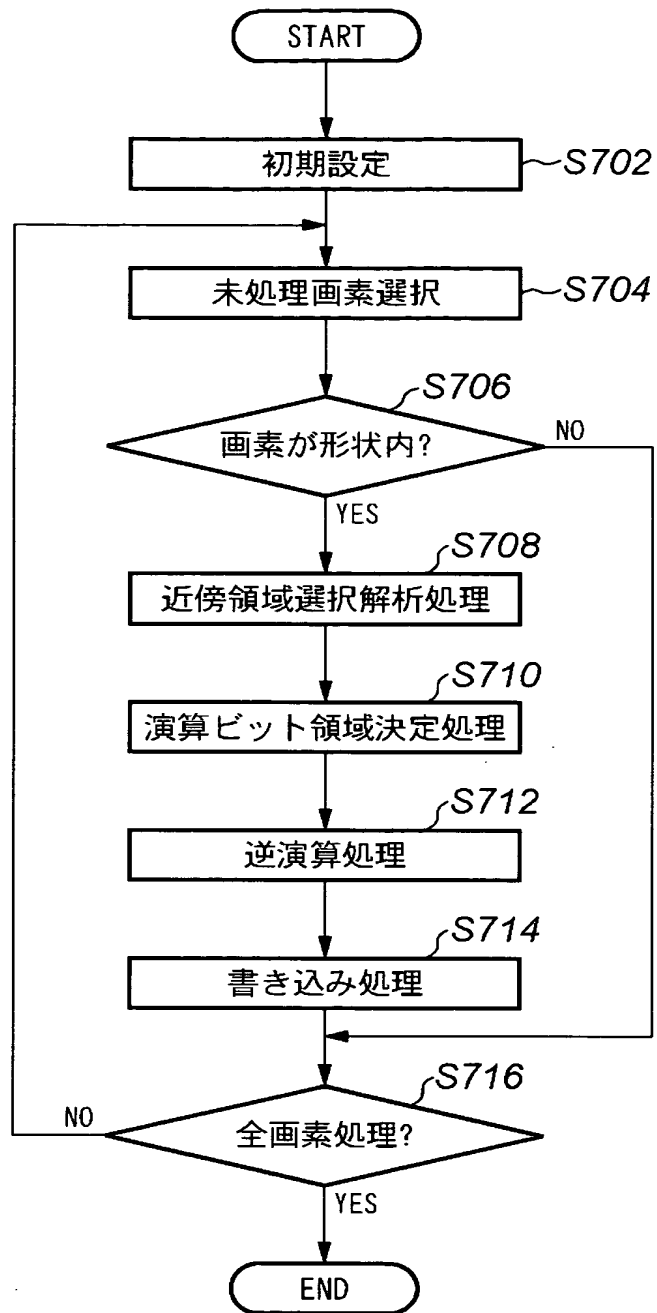 START
初期設定
S702
未処理画素選択
S704
S706
画素が形状内?
NO
YES
S708
近傍領域選択解析処理
S710
演算ビット領域決定処理
S712
逆演算処理
S714
書き込み処理
S716
NO
全画素処理?
YES
END